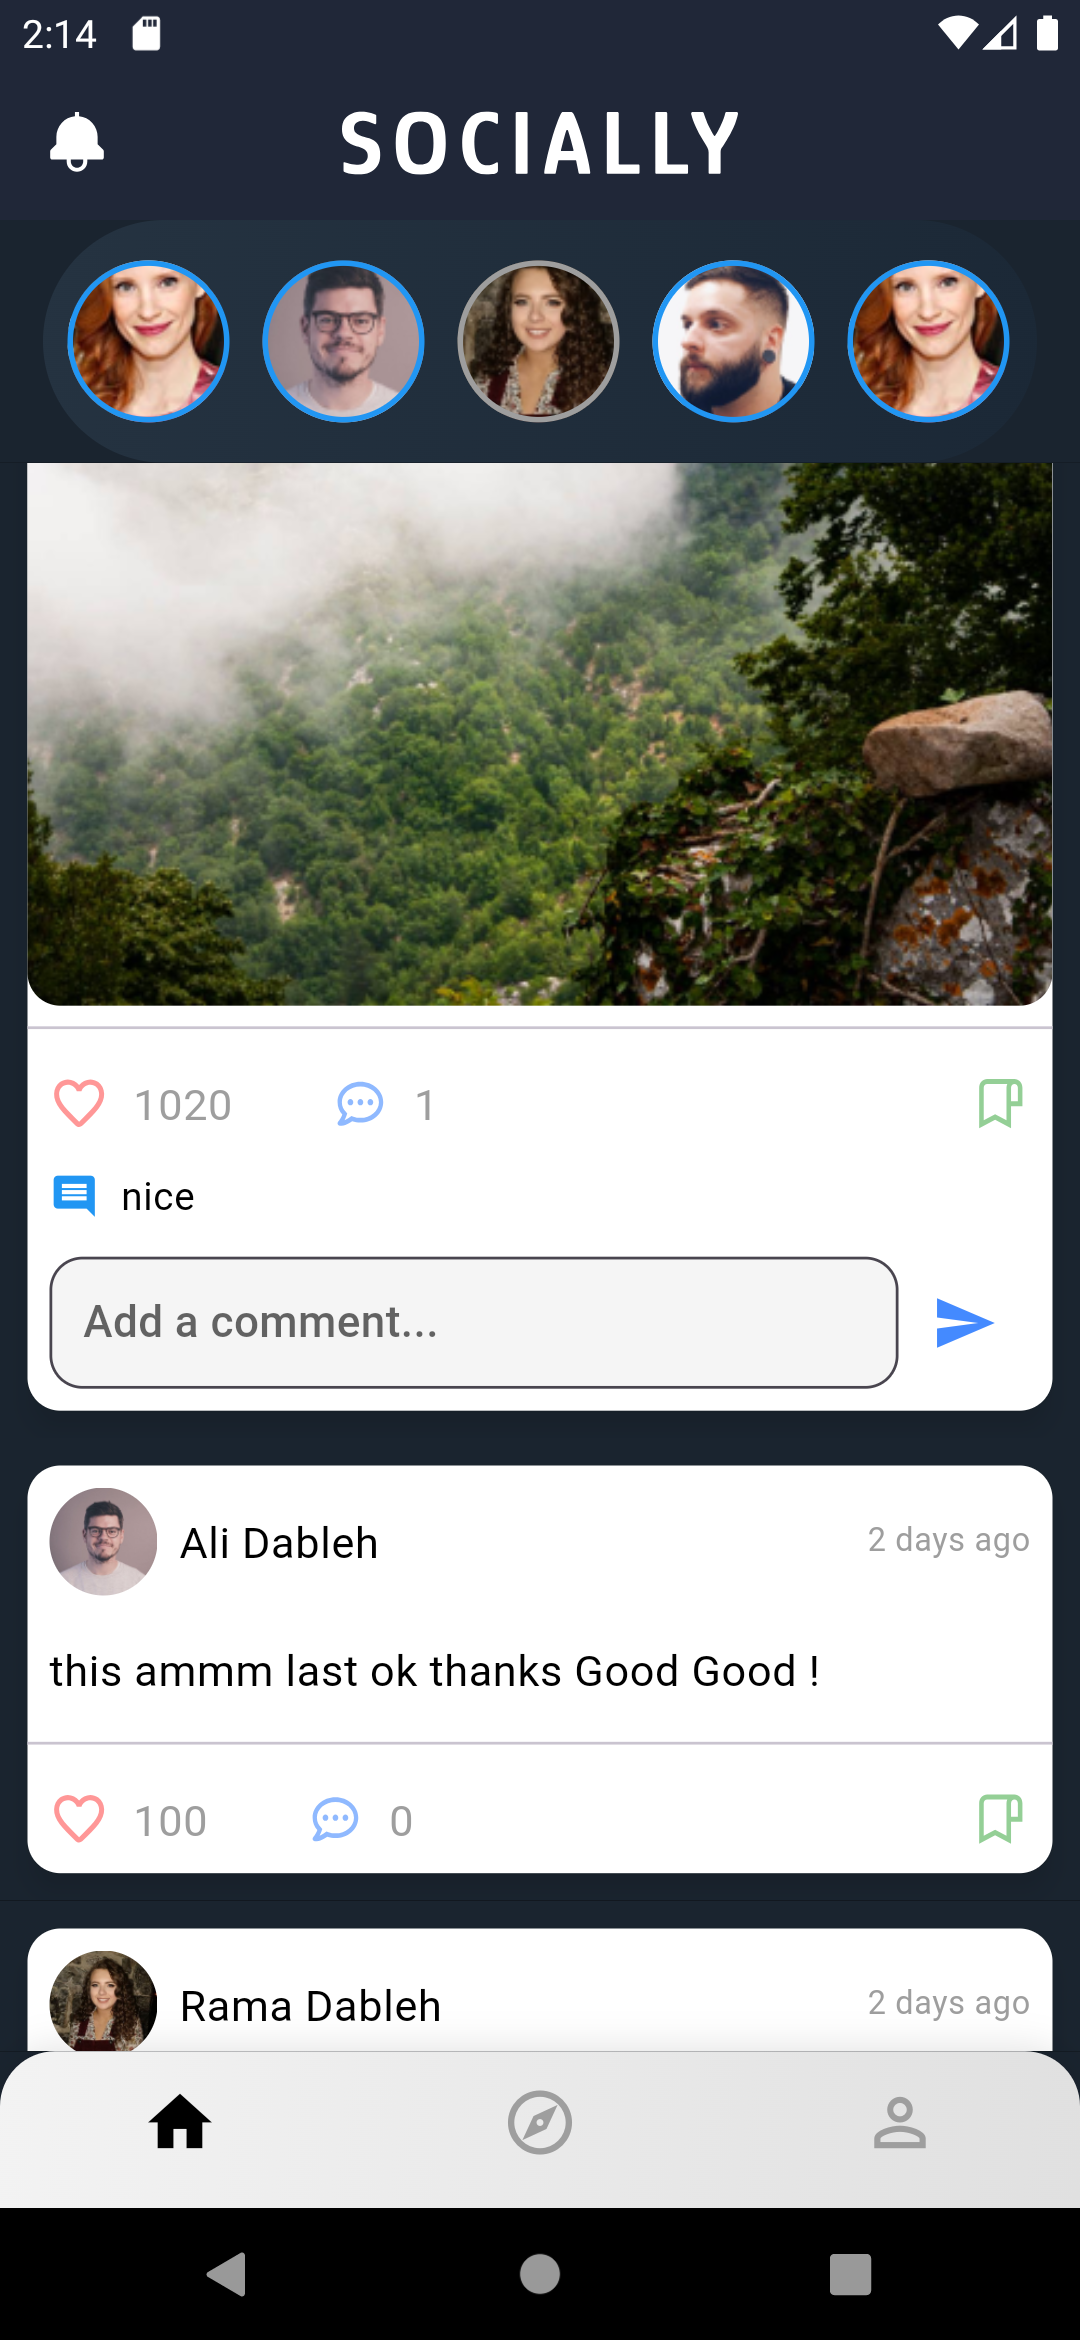 2:14
SOCIALLY
1020 1
nice
Add a comment...
Ali Dableh 2 days ago
this ammm last ok thanks Good Good !
100 0
Rama Dableh 2 days ago